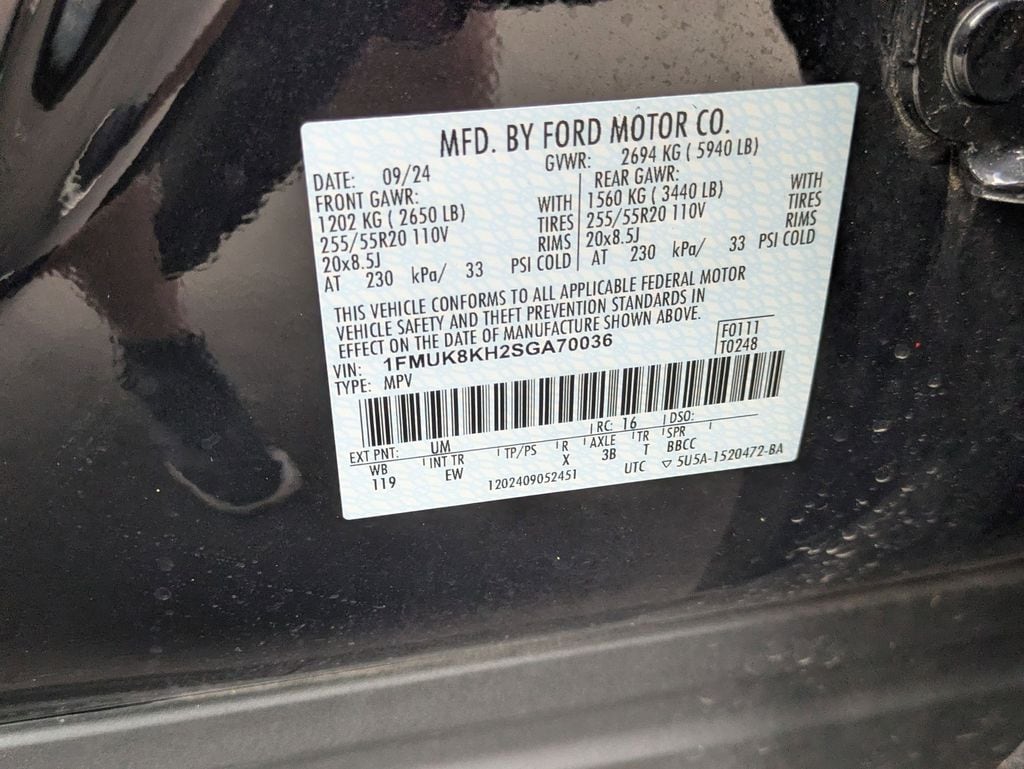 MFD. BY FORD MOTOR CO.
DATE: 09/24 GVWR: 2694 KG ( 5940 LB)
FRONT GAWR: REAR GAWR:
1202 KG ( 2650 LB) WITH 1560 KG ( 3440 LB) WITH
255/55R20 110V TIRES 255/55R20 110V TIRES
20x8.5J RIMS 20x8.5J RIMS
AT 230 kPa/ 33 PSI COLD AT 230 kPa/ 33 PSI COLD
THIS VEHICLE CONFORMS TO ALL APPLICABLE FEDERAL MOTOR
VEHICLE SAFETY AND THEFT PREVENTION STANDARDS IN
EFFECT ON THE DATE OF MANUFACTURE SHOWN ABOVE.
VIN: 1FMUK8KH2SGA70036 F0111
TYPE: MPV T0248
EXT PNT: UM RC: 16 DSO:
WB INT TR TP/PS R AXLE TR SPR
119 EW X 3B T BBCC
1202409052451 UTC ▽ 5U5A-1520472-BA